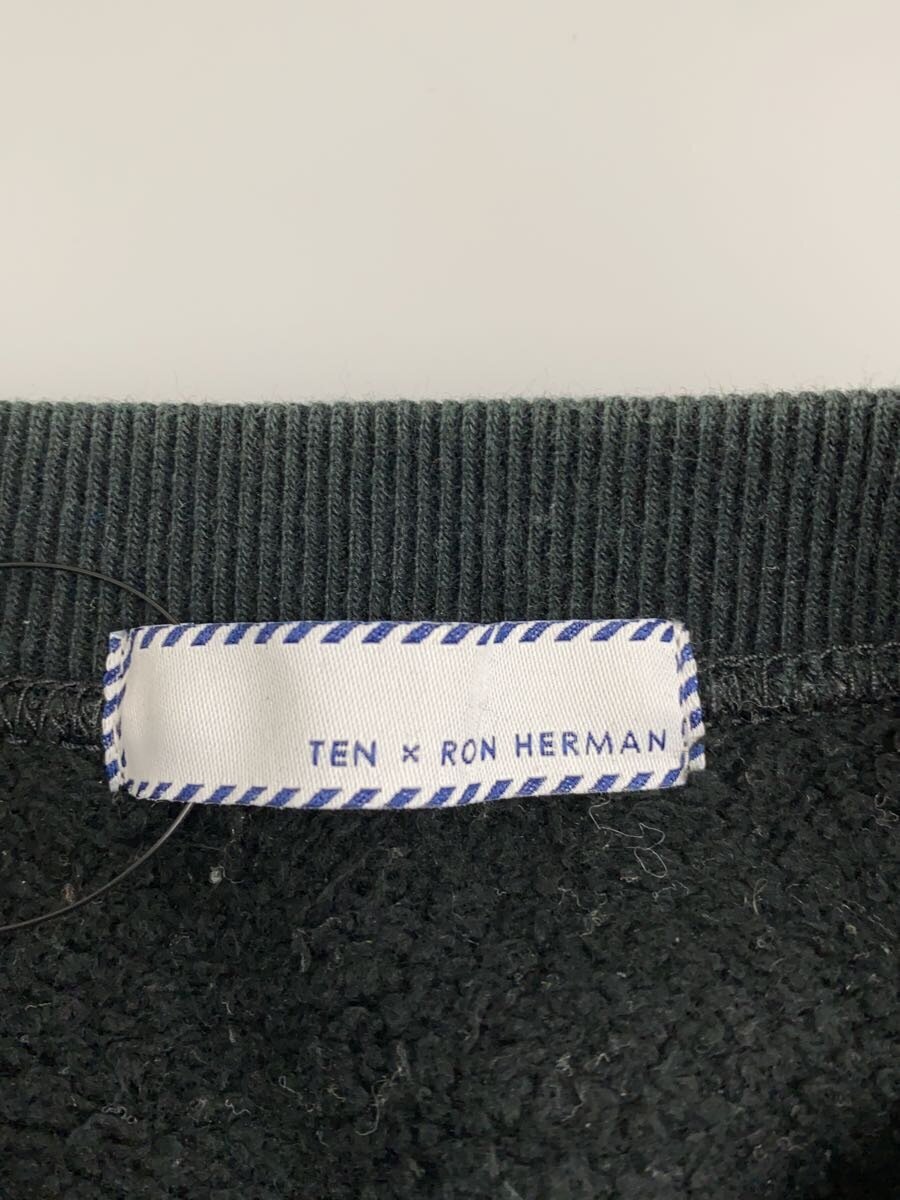 TEN × RON HERMAN